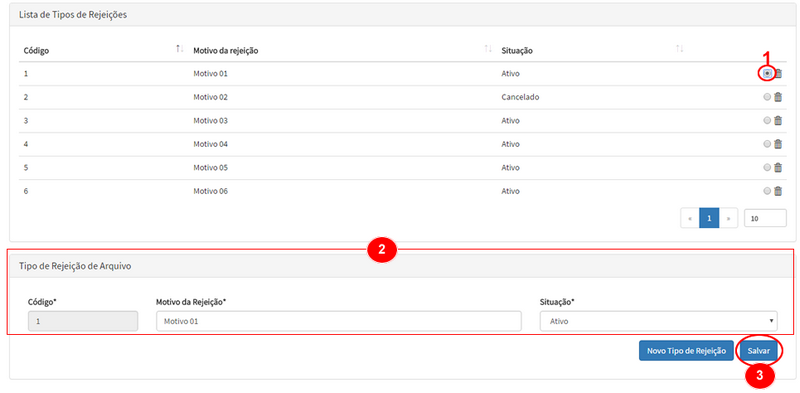 Lista de Tipos de Rejeições
Código Motivo da rejeição Situação
1 Motivo 01 Ativo 1
2 Motivo 02 Cancelado
3 Motivo 03 Ativo
4 Motivo 04 Ativo
5 Motivo 05 Ativo
6 Motivo 06 Ativo
« 1 » 10
2
Tipo de Rejeição de Arquivo
Código* Motivo da Rejeição* Situação*
1 Motivo 01 Ativo
Novo Tipo de Rejeição Salvar
3